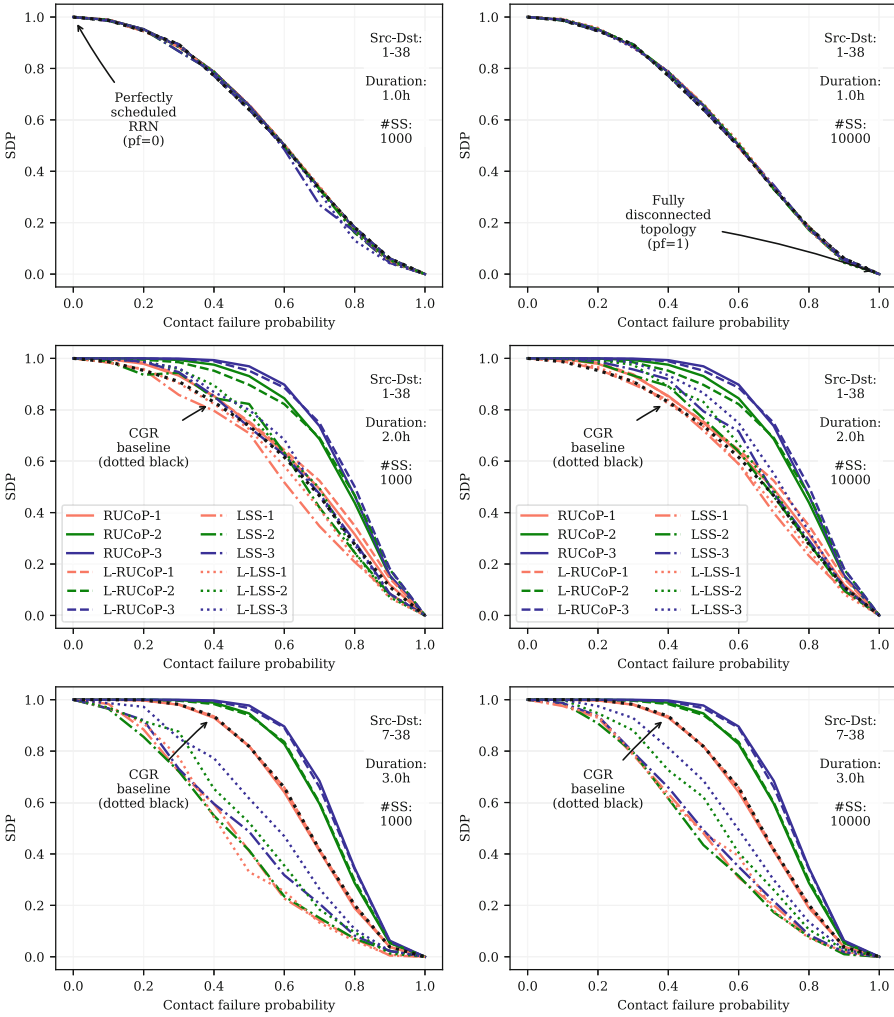 1.0
0.8
0.6
0.4
0.2
0.0
SDP
0.0 0.2 0.4 0.6 0.8 1.0
Contact failure probability
Perfectly
scheduled
RRN
(pf=0)
Src-Dst:
1-38
Duration:
1.0h
#SS:
1000
1.0
0.8
0.6
0.4
0.2
0.0
SDP
0.0 0.2 0.4 0.6 0.8 1.0
Contact failure probability
Src-Dst:
1-38
Duration:
1.0h
#SS:
10000
Fully
disconnected
topology
(pf=1)
1.0
0.8
0.6
0.4
0.2
0.0
SDP
0.0 0.2 0.4 0.6 0.8 1.0
Contact failure probability
Src-Dst:
1-38
Duration:
2.0h
#SS:
1000
CGR
baseline
(dotted black)
RUCoP-1
RUCoP-2
RUCoP-3
L-RUCoP-1
L-RUCoP-2
L-RUCoP-3
LSS-1
LSS-2
LSS-3
L-LSS-1
L-LSS-2
L-LSS-3
1.0
0.8
0.6
0.4
0.2
0.0
SDP
0.0 0.2 0.4 0.6 0.8 1.0
Contact failure probability
Src-Dst:
1-38
Duration:
2.0h
#SS:
10000
CGR
baseline
(dotted black)
RUCoP-1
RUCoP-2
RUCoP-3
L-RUCoP-1
L-RUCoP-2
L-RUCoP-3
LSS-1
LSS-2
LSS-3
L-LSS-1
L-LSS-2
L-LSS-3
1.0
0.8
0.6
0.4
0.2
0.0
SDP
0.0 0.2 0.4 0.6 0.8 1.0
Contact failure probability
Src-Dst:
7-38
Duration:
3.0h
#SS:
1000
CGR
baseline
(dotted black)
1.0
0.8
0.6
0.4
0.2
0.0
SDP
0.0 0.2 0.4 0.6 0.8 1.0
Contact failure probability
Src-Dst:
7-38
Duration:
3.0h
#SS:
10000
CGR
baseline
(dotted black)